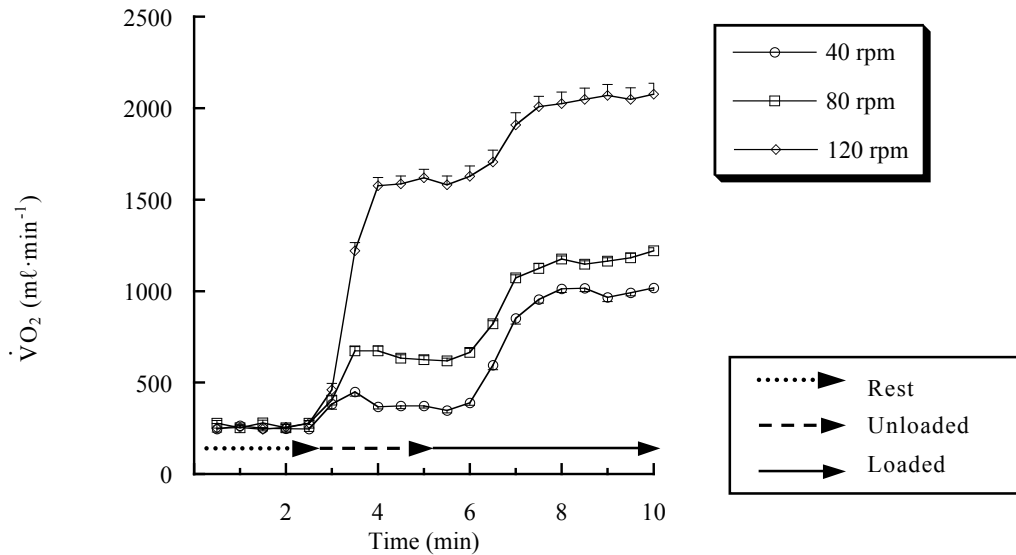 2500
2000
1500
1000
500
0
V̇O₂ (mℓ·min⁻¹)
2 4 6 8 10
Time (min)
40 rpm
80 rpm
120 rpm
Rest
Unloaded
Loaded